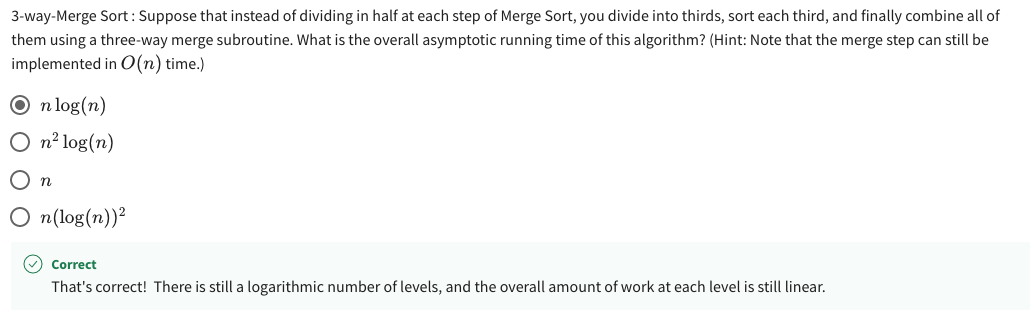 3-way-Merge Sort : Suppose that instead of dividing in half at each step of Merge Sort, you divide into thirds, sort each third, and finally combine all of
them using a three-way merge subroutine. What is the overall asymptotic running time of this algorithm? (Hint: Note that the merge step can still be
implemented in O(n) time.)
n log(n)
n² log(n)
n
n(log(n))²
Correct
That's correct! There is still a logarithmic number of levels, and the overall amount of work at each level is still linear.